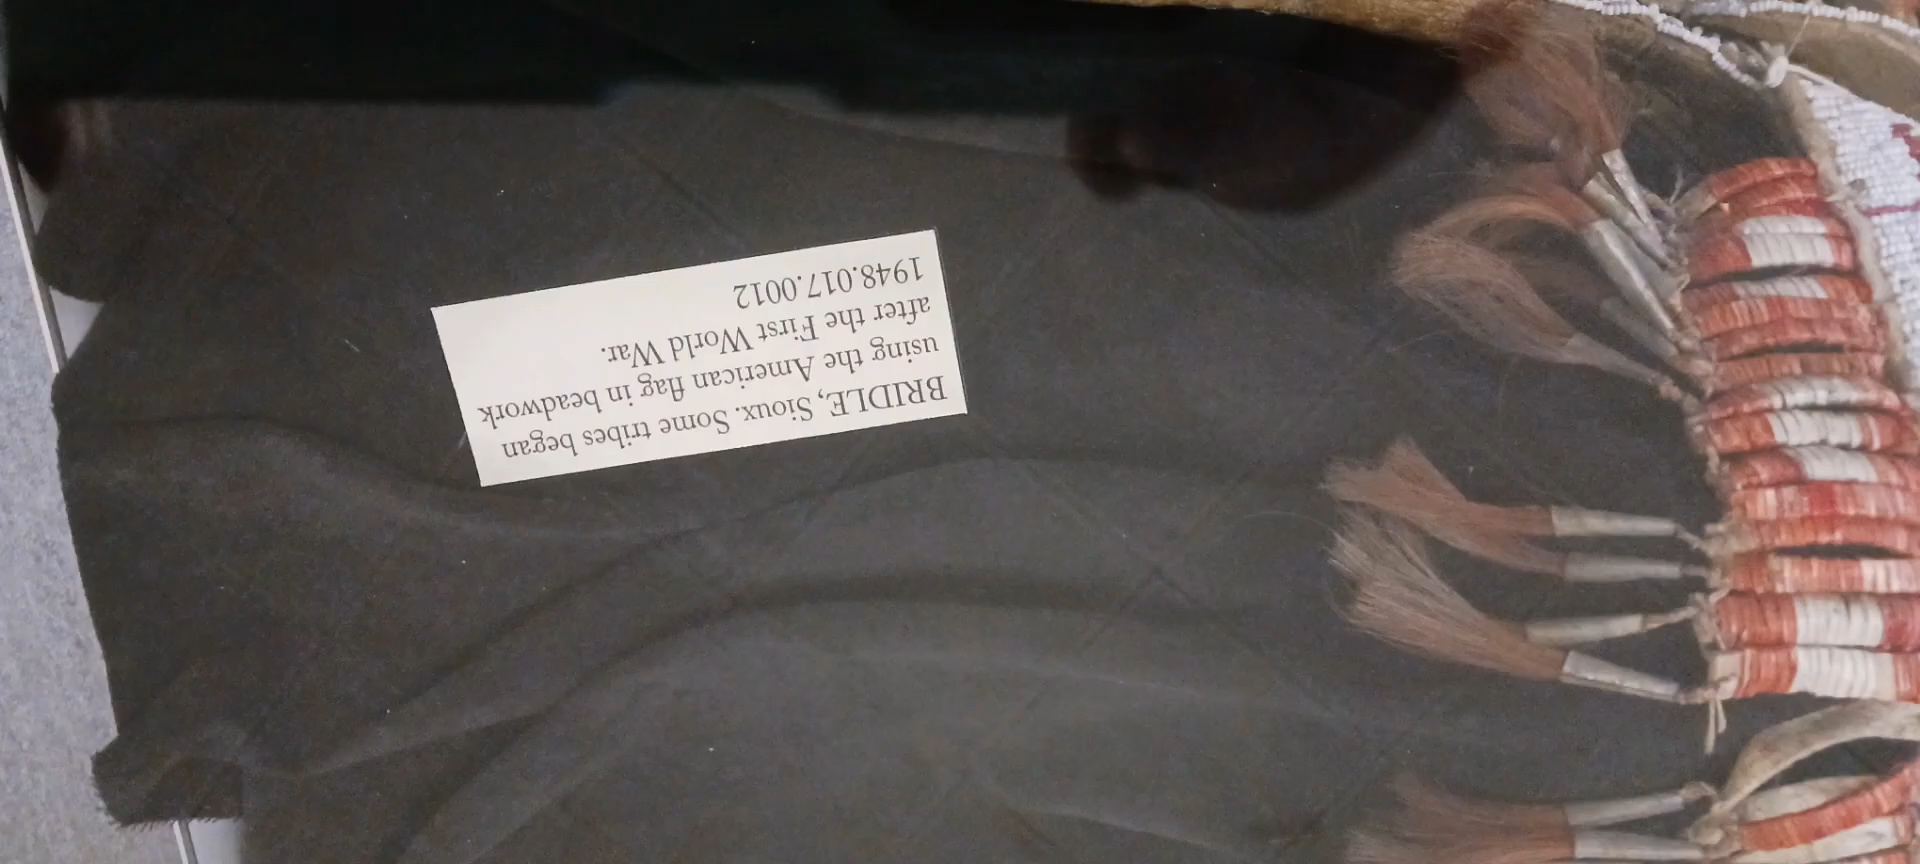 BRIDLE, Sioux. Some tribes began
using the American flag in beadwork
after the First World War.
1948.017.0012